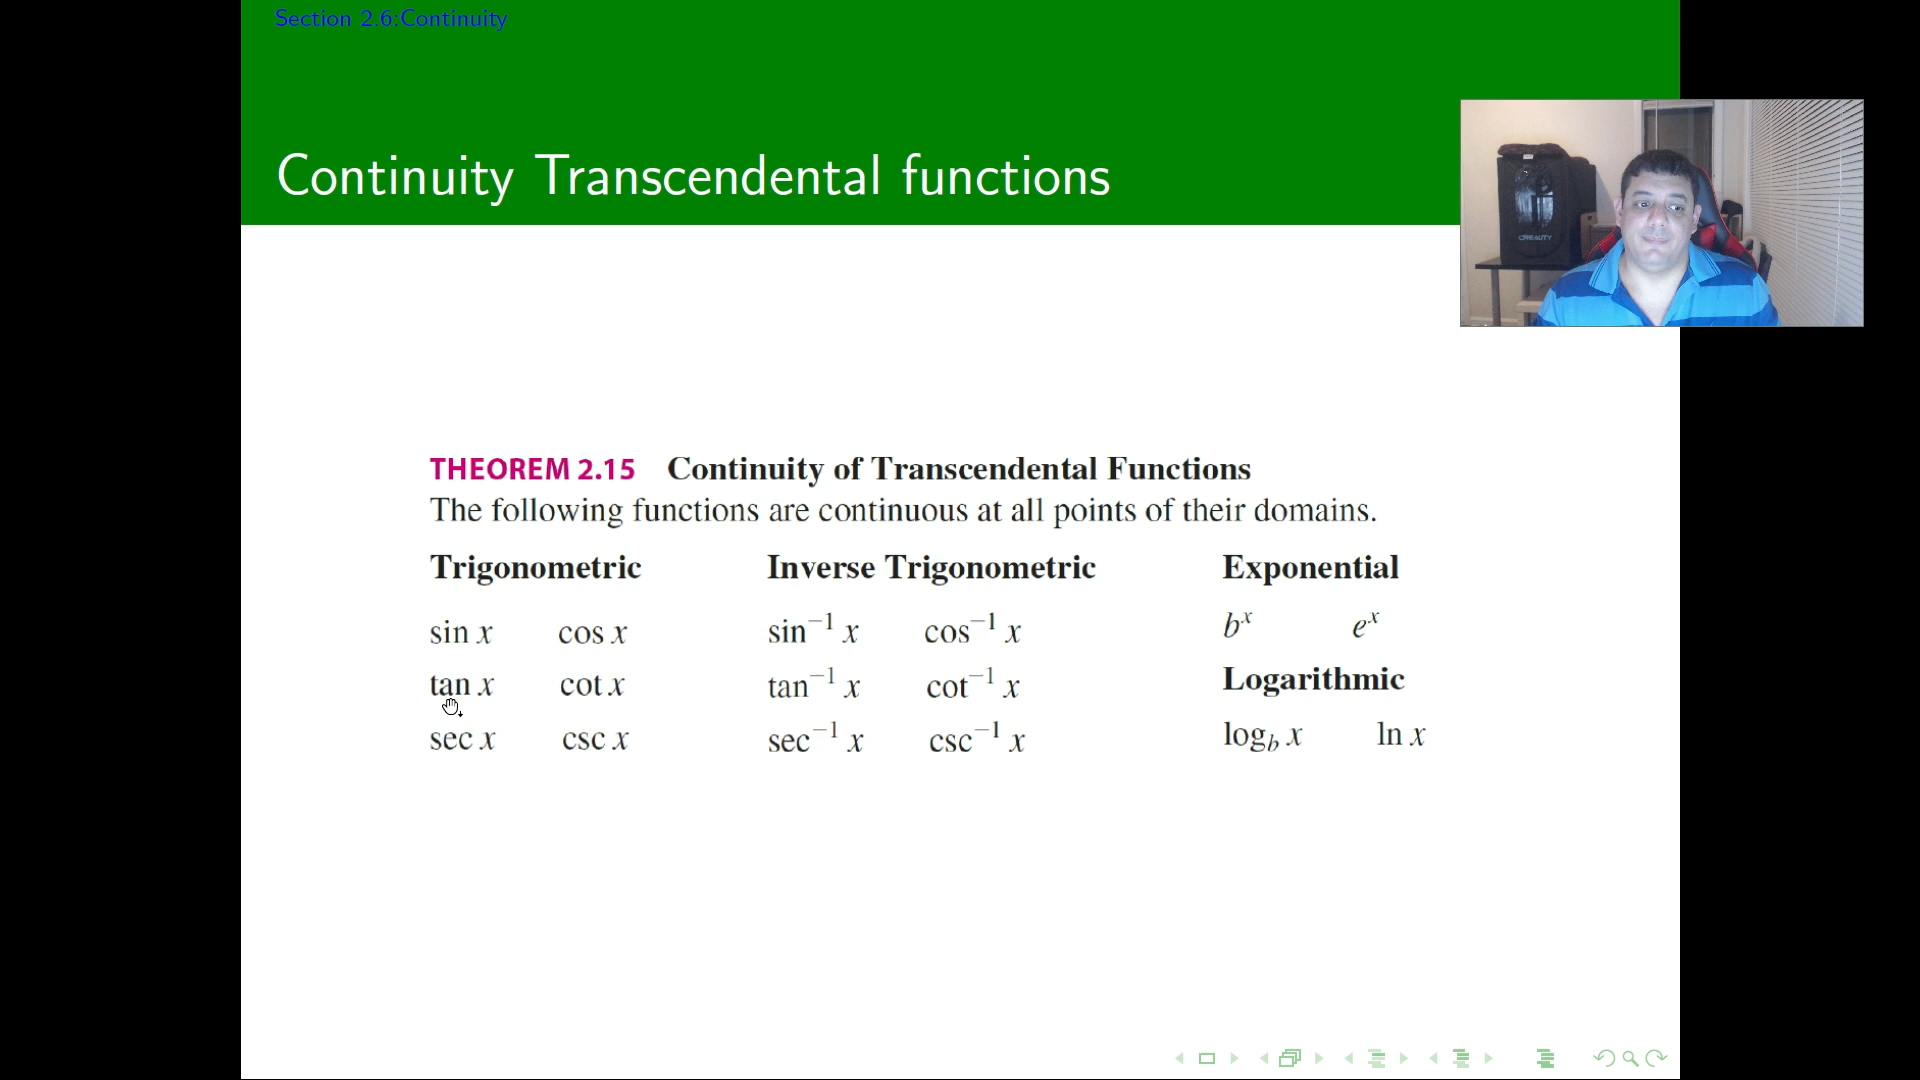 Section 2.6:Continuity
Continuity Transcendental functions
CREALITY
THEOREM 2.15 Continuity of Transcendental Functions
The following functions are continuous at all points of their domains.
Trigonometric Inverse Trigonometric Exponential
sin x cos x sin⁻¹ x cos⁻¹ x bˣ eˣ
tan x cot x tan⁻¹ x cot⁻¹ x Logarithmic
sec x csc x sec⁻¹ x csc⁻¹ x log_b x ln x